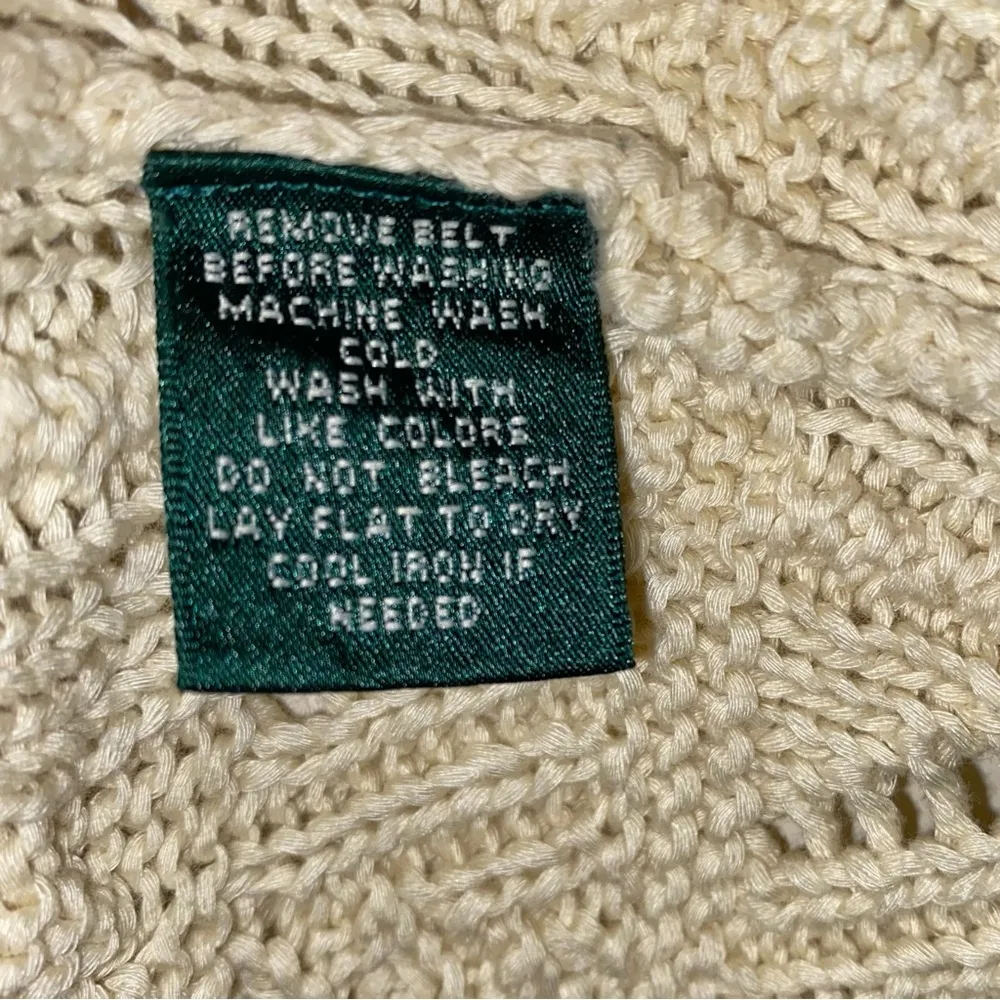 REMOVE BELT
BEFORE WASHING
MACHINE WASH
COLD
WASH WITH
LIKE COLORS
DO NOT BLEACH
LAY FLAT TO DRY
COOL IRON IF
NEEDED